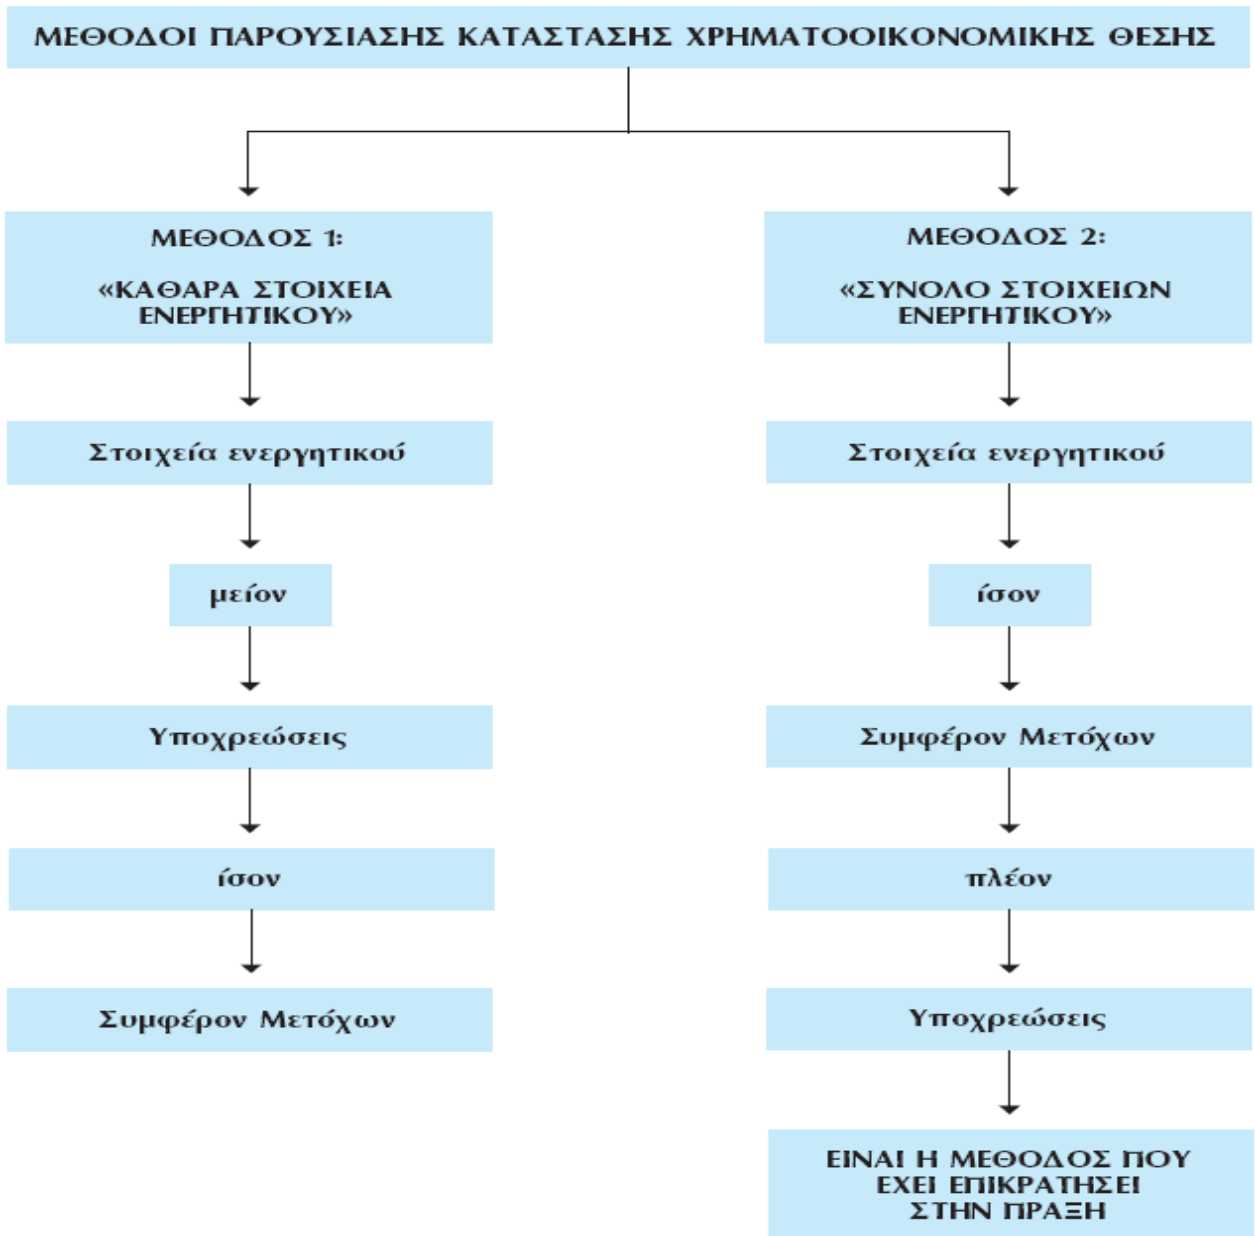 ΜΕΘΟΔΟΙ ΠΑΡΟΥΣΙΑΣΗΣ ΚΑΤΑΣΤΑΣΗΣ ΧΡΗΜΑΤΟΟΙΚΟΝΟΜΙΚΗΣ ΘΕΣΗΣ
ΜΕΘΟΔΟΣ 1:
«ΚΑΘΑΡΑ ΣΤΟΙΧΕΙΑ
ΕΝΕΡΓΗΤΙΚΟΥ»
Στοιχεία ενεργητικού
μείον
Υποχρεώσεις
ίσον
Συμφέρον Μετόχων
ΜΕΘΟΔΟΣ 2:
«ΣΥΝΟΛΟ ΣΤΟΙΧΕΙΩΝ
ΕΝΕΡΓΗΤΙΚΟΥ»
Στοιχεία ενεργητικού
ίσον
Συμφέρον Μετόχων
πλέον
Υποχρεώσεις
ΕΙΝΑΙ Η ΜΕΘΟΔΟΣ ΠΟΥ
ΕΧΕΙ ΕΠΙΚΡΑΤΗΣΕΙ
ΣΤΗΝ ΠΡΑΞΗ